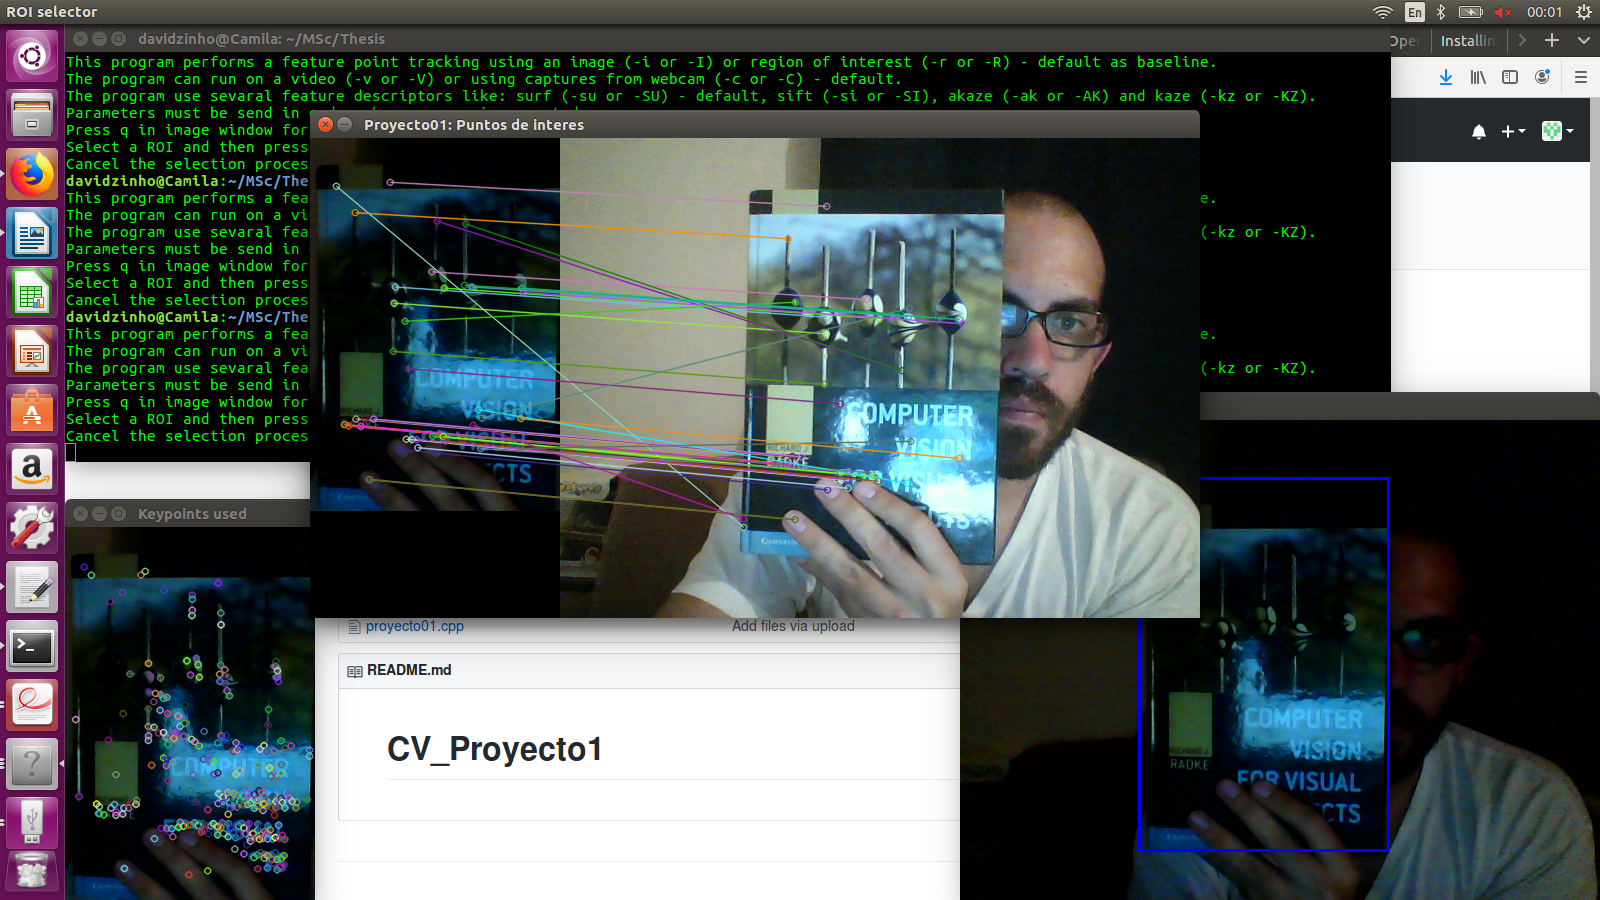 ROI selector
En
00:01
davidzinho@Camila: ~/MSc/Thesis
Installin
This program performs a feature point tracking using an image (-i or -I) or region of interest (-r or -R) - default as baseline.
The program can run on a video (-v or -V) or using captures from webcam (-c or -C) - default.
The program use sevaral feature descriptors like: surf (-su or -SU) - default, sift (-si or -SI), akaze (-ak or -AK) and kaze (-kz or -KZ).
Parameters must be send in
Press q in image window for
Select a ROI and then press
Cancel the selection proces
davidzinho@Camila:~/MSc/The
This program performs a fea
e.
The program can run on a vi
The program use sevaral fea
(-kz or -KZ).
Parameters must be send in
Press q in image window for
Select a ROI and then press
Cancel the selection proces
davidzinho@Camila:~/MSc/The
This program performs a fea
e.
The program can run on a vi
The program use sevaral fea
(-kz or -KZ).
Parameters must be send in
Press q in image window for
Select a ROI and then press
Cancel the selection proces
Proyecto01: Puntos de interes
COMPUTER
VISION
VISUAL
CTS
COMPUTER
VISION
FOR VISUAL
RICHARD J.
RADKE
Keypoints used
COMPUTER
proyecto01.cpp
Add files via upload
README.md
CV_Proyecto1
COMPUTER
VISION
FOR VISUAL
ECTS
RICHARD J.
RADKE